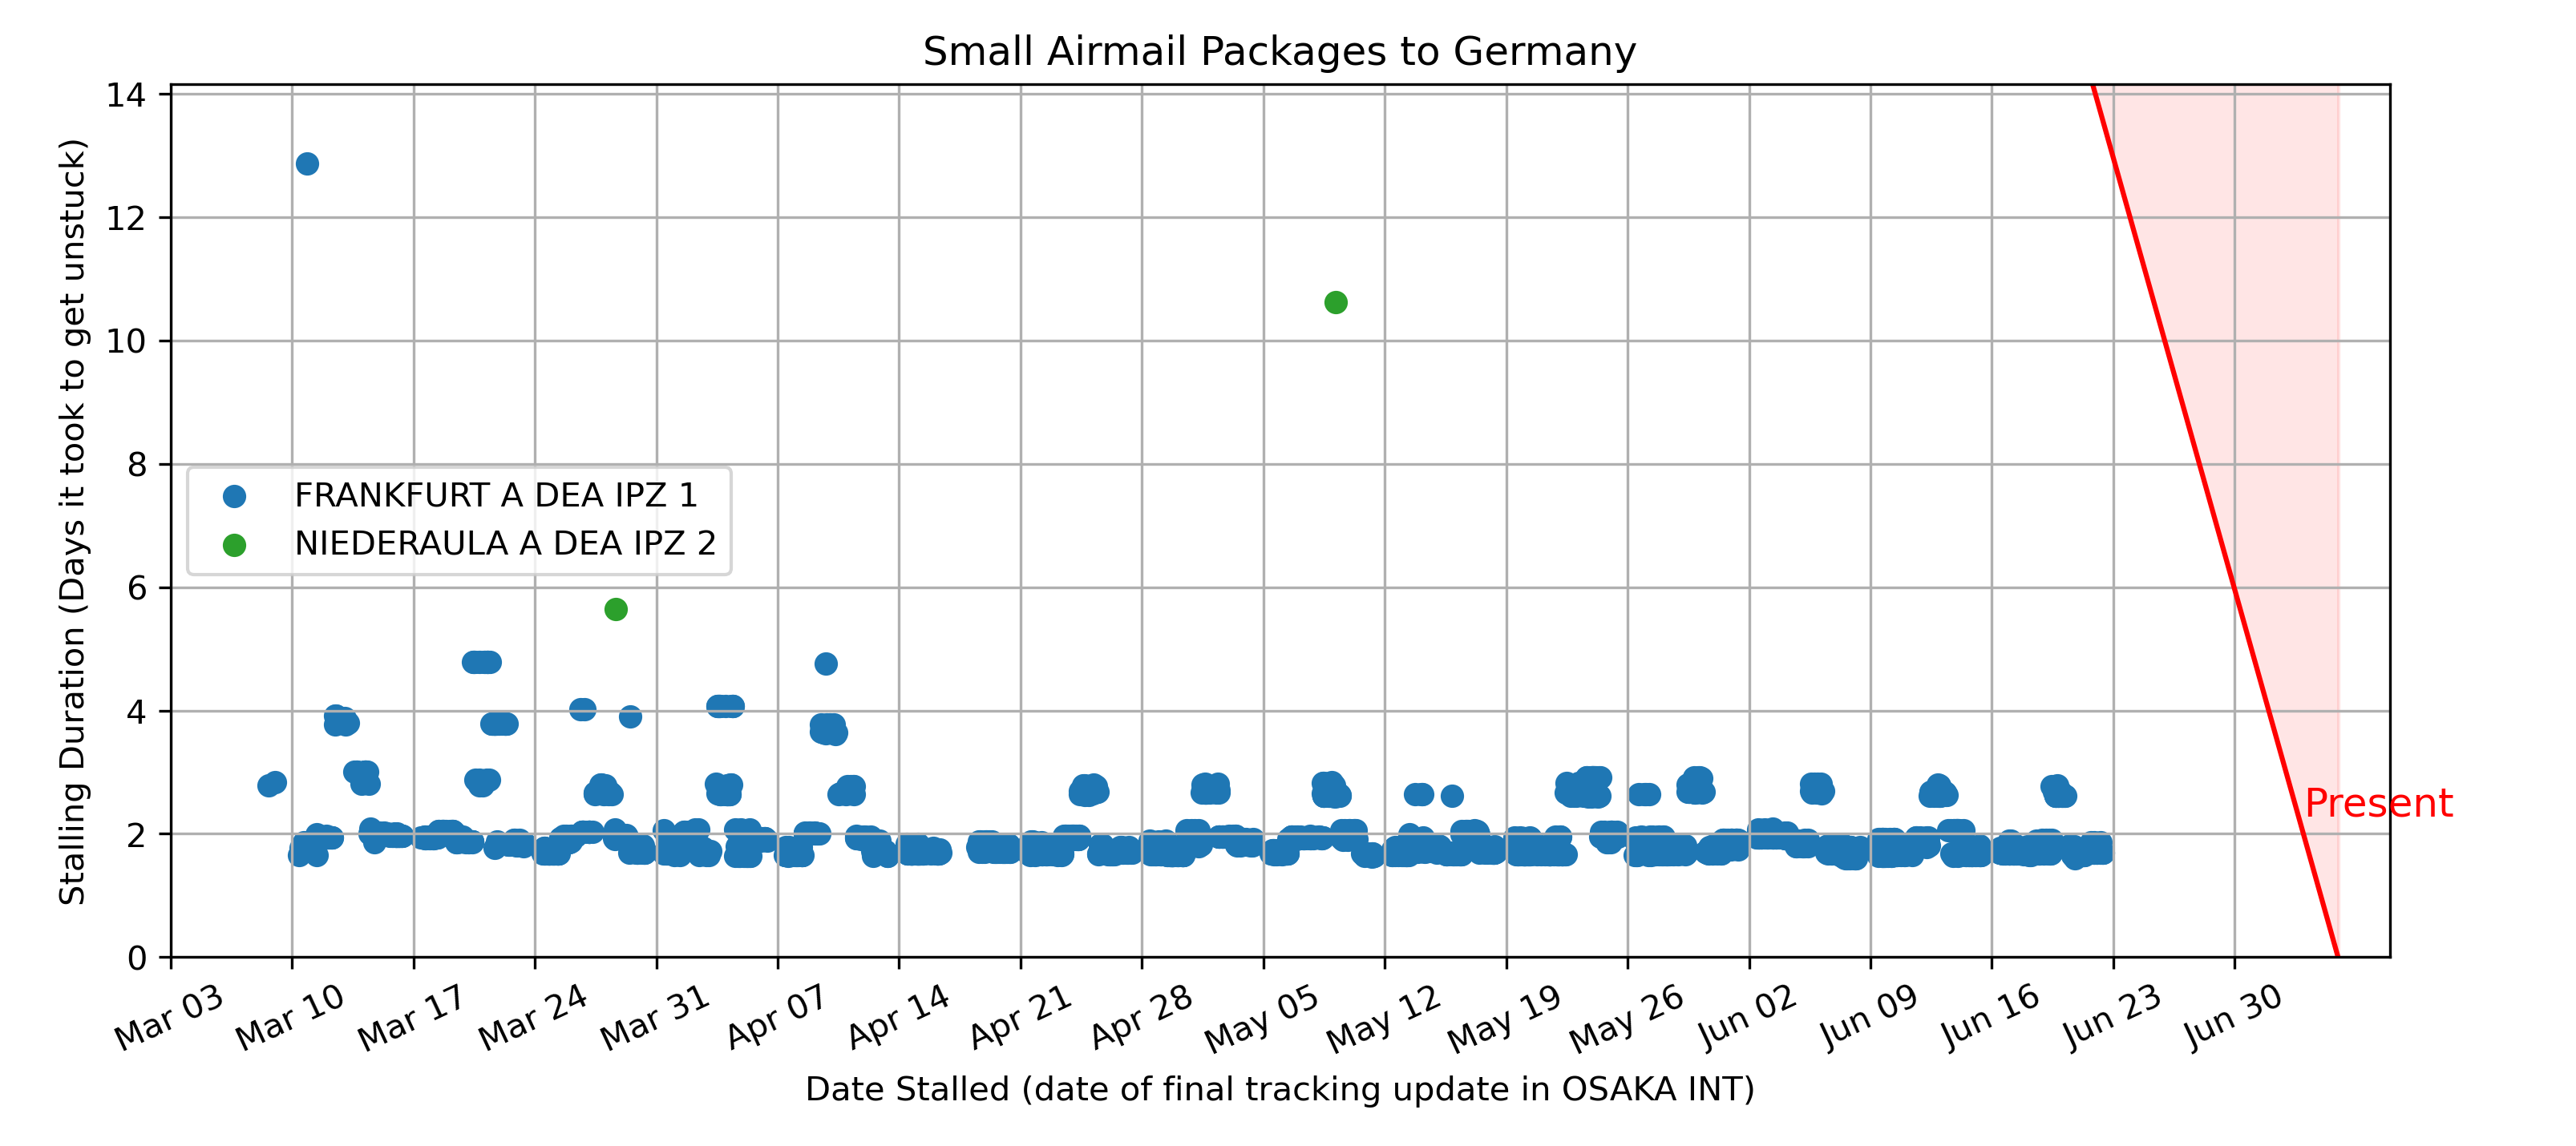 Small Airmail Packages to Germany
Stalling Duration (Days it took to get unstuck)
14
12
10
8
6
4
2
0
FRANKFURT A DEA IPZ 1
NIEDERAULA A DEA IPZ 2
Present
Mar 03
Mar 10
Mar 17
Mar 24
Mar 31
Apr 07
Apr 14
Apr 21
Apr 28
May 05
May 12
May 19
May 26
Jun 02
Jun 09
Jun 16
Jun 23
Jun 30
Date Stalled (date of final tracking update in OSAKA INT)